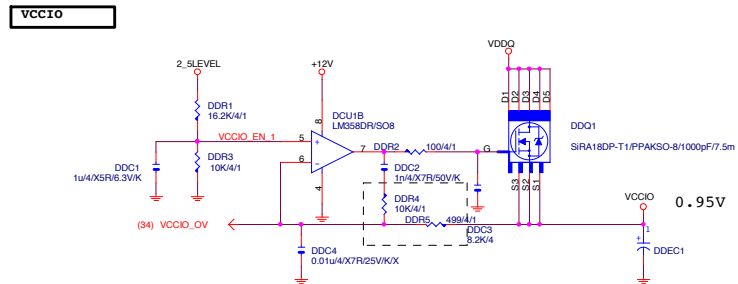 VCCIO
2_5LEVEL
+12V
VDDQ
DDR1
16.2K/4/1
DCU1B
LM358DR/SO8
D1
D2
D3
D4
D5
8
VCCIO_EN_1
5
+
6
-
7
4
DDR2
100/4/1
G
DDQ1
SiRA18DP-T1/PPAKSO-8/1000pF/7.5m
S3
S2
S1
DDC1
1u/4/X5R/6.3V/K
DDR3
10K/4/1
DDC2
1n/4/X7R/50V/K
DDR4
10K/4/1
(34) VCCIO_OV
DDR5
499/4/1
DDC3
8.2K/4
VCCIO
0.95V
1
+
DDEC1
DDC4
0.01u/4/X7R/25V/K/X